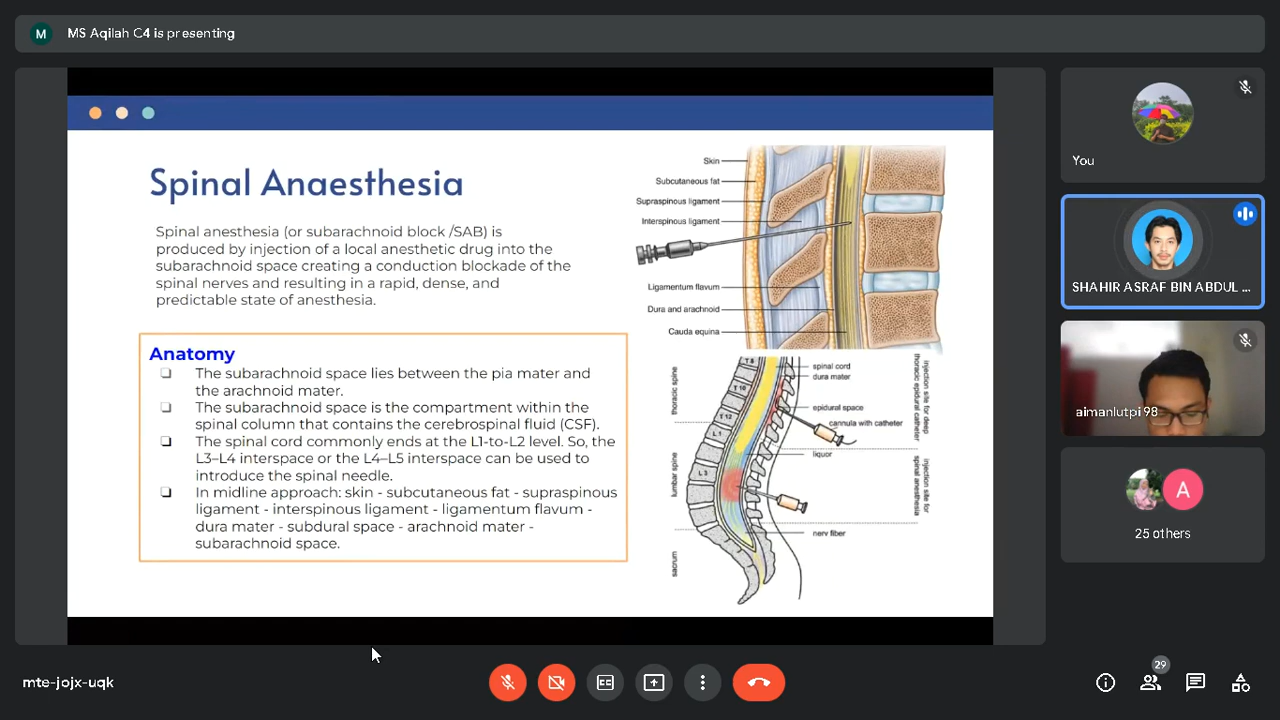 M MS Aqilah C4 is presenting
Spinal Anaesthesia
Spinal anesthesia (or subarachnoid block /SAB) is
produced by injection of a local anesthetic drug into the
subarachnoid space creating a conduction blockade of the
spinal nerves and resulting in a rapid, dense, and
predictable state of anesthesia.
Anatomy
The subarachnoid space lies between the pia mater and
the arachnoid mater.
The subarachnoid space is the compartment within the
spinal column that contains the cerebrospinal fluid (CSF).
The spinal cord commonly ends at the L1-to-L2 level. So, the
L3–L4 interspace or the L4–L5 interspace can be used to
introduce the spinal needle.
In midline approach: skin - subcutaneous fat - supraspinous
ligament - interspinous ligament - ligamentum flavum -
dura mater - subdural space - arachnoid mater -
subarachnoid space.
Skin
Subcutaneous fat
Supraspinous ligament
Interspinous ligament
Ligamentum flavum
Dura and arachnoid
Cauda equina
T 8
T 10
T 12
L 1
L 3
thoracic spine
lumbar spine
sacrum
spinal cord
dura mater
epidural space
cannula with catheter
liquor
nerv fiber
injection site for deep
thoracic epidural catheter
injection site for
spinal anesthesia
You
SHAHIR ASRAF BIN ABDUL ...
aimanlutpi 98
A
25 others
mte-jojx-uqk
CC
29